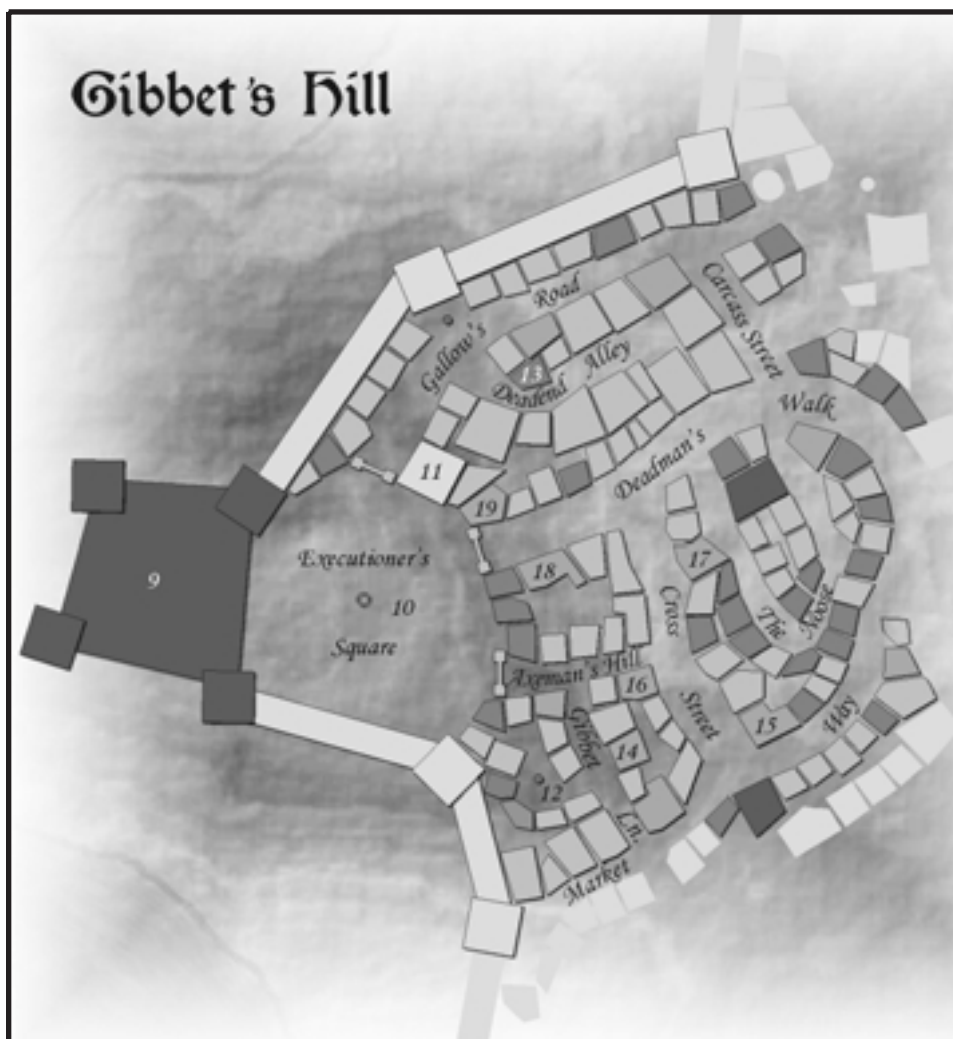 Gibbet's Hill
Gallow's
Road
Carcass Street
13
Deadend
Alley
Walk
11
Deadman's
19
9
Executioner's
10
Square
18
17
Cross
The
Noose
Axeman's Hill
16
Gibbet
14
Street
15
Way
12
Ln.
Market